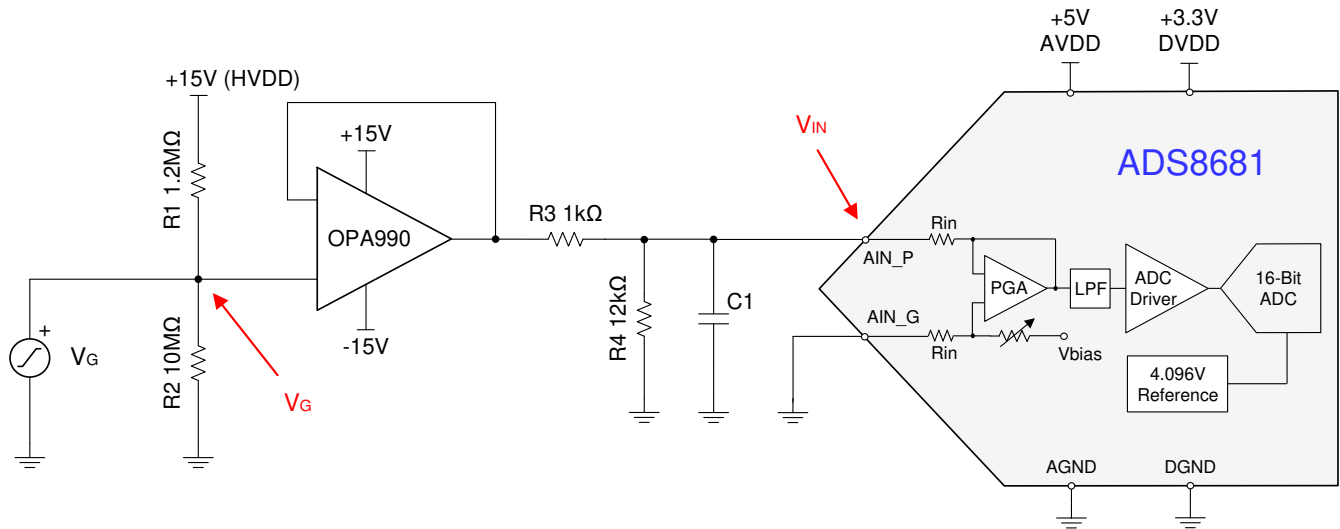 +5V
AVDD
+3.3V
DVDD
+15V (HVDD)
R1 1.2MΩ
+15V
OPA990
-15V
R3 1kΩ
VIN
ADS8681
AIN_P
Rin
PGA
LPF
ADC
Driver
16-Bit
ADC
R4 12kΩ
C1
AIN_G
Rin
Vbias
4.096V
Reference
+
VG
R2 10MΩ
VG
AGND
DGND